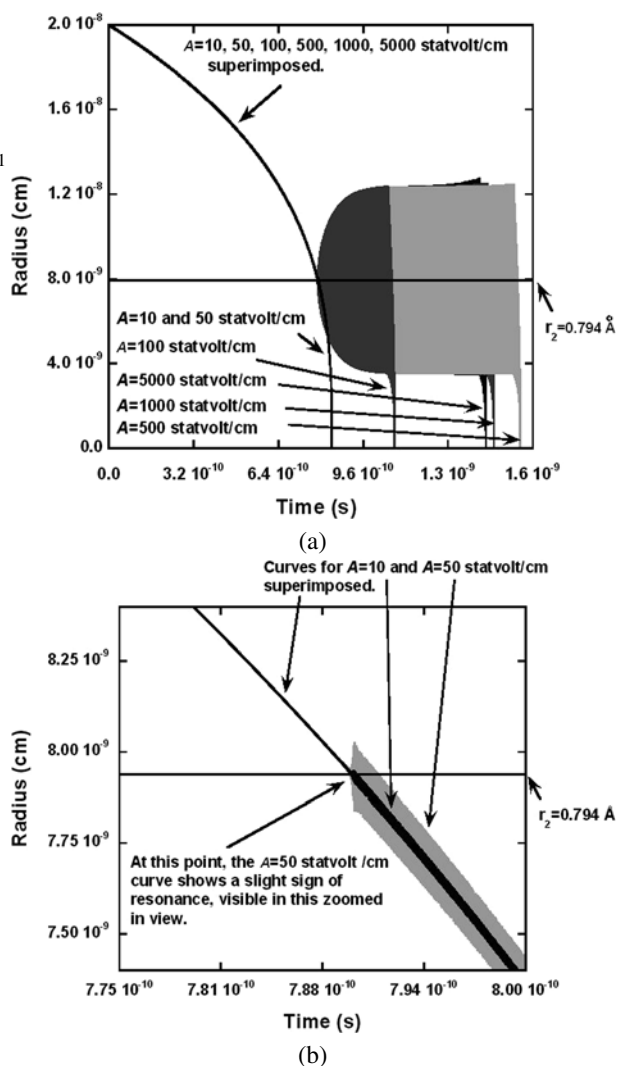 2.0 10⁻⁸
A=10, 50, 100, 500, 1000, 5000 statvolt/cm
superimposed.
1.6 10⁻⁸
1
1.2 10⁻⁸
Radius (cm)
8.0 10⁻⁹
r₂=0.794 Å
A=10 and 50 statvolt/cm
A=100 statvolt/cm
4.0 10⁻⁹
A=5000 statvolt/cm
A=1000 statvolt/cm
A=500 statvolt/cm
0.0
0.0 3.2 10⁻¹⁰ 6.4 10⁻¹⁰ 9.6 10⁻¹⁰ 1.3 10⁻⁹ 1.6 10⁻⁹
Time (s)
(a)
Curves for A=10 and A=50 statvolt/cm
superimposed.
8.25 10⁻⁹
Radius (cm)
8.00 10⁻⁹
r₂=0.794 Å
7.75 10⁻⁹
At this point, the A=50 statvolt /cm
curve shows a slight sign of
resonance, visible in this zoomed
in view.
7.50 10⁻⁹
7.75 10⁻¹⁰ 7.81 10⁻¹⁰ 7.88 10⁻¹⁰ 7.94 10⁻¹⁰ 8.00 10⁻¹⁰
Time (s)
(b)